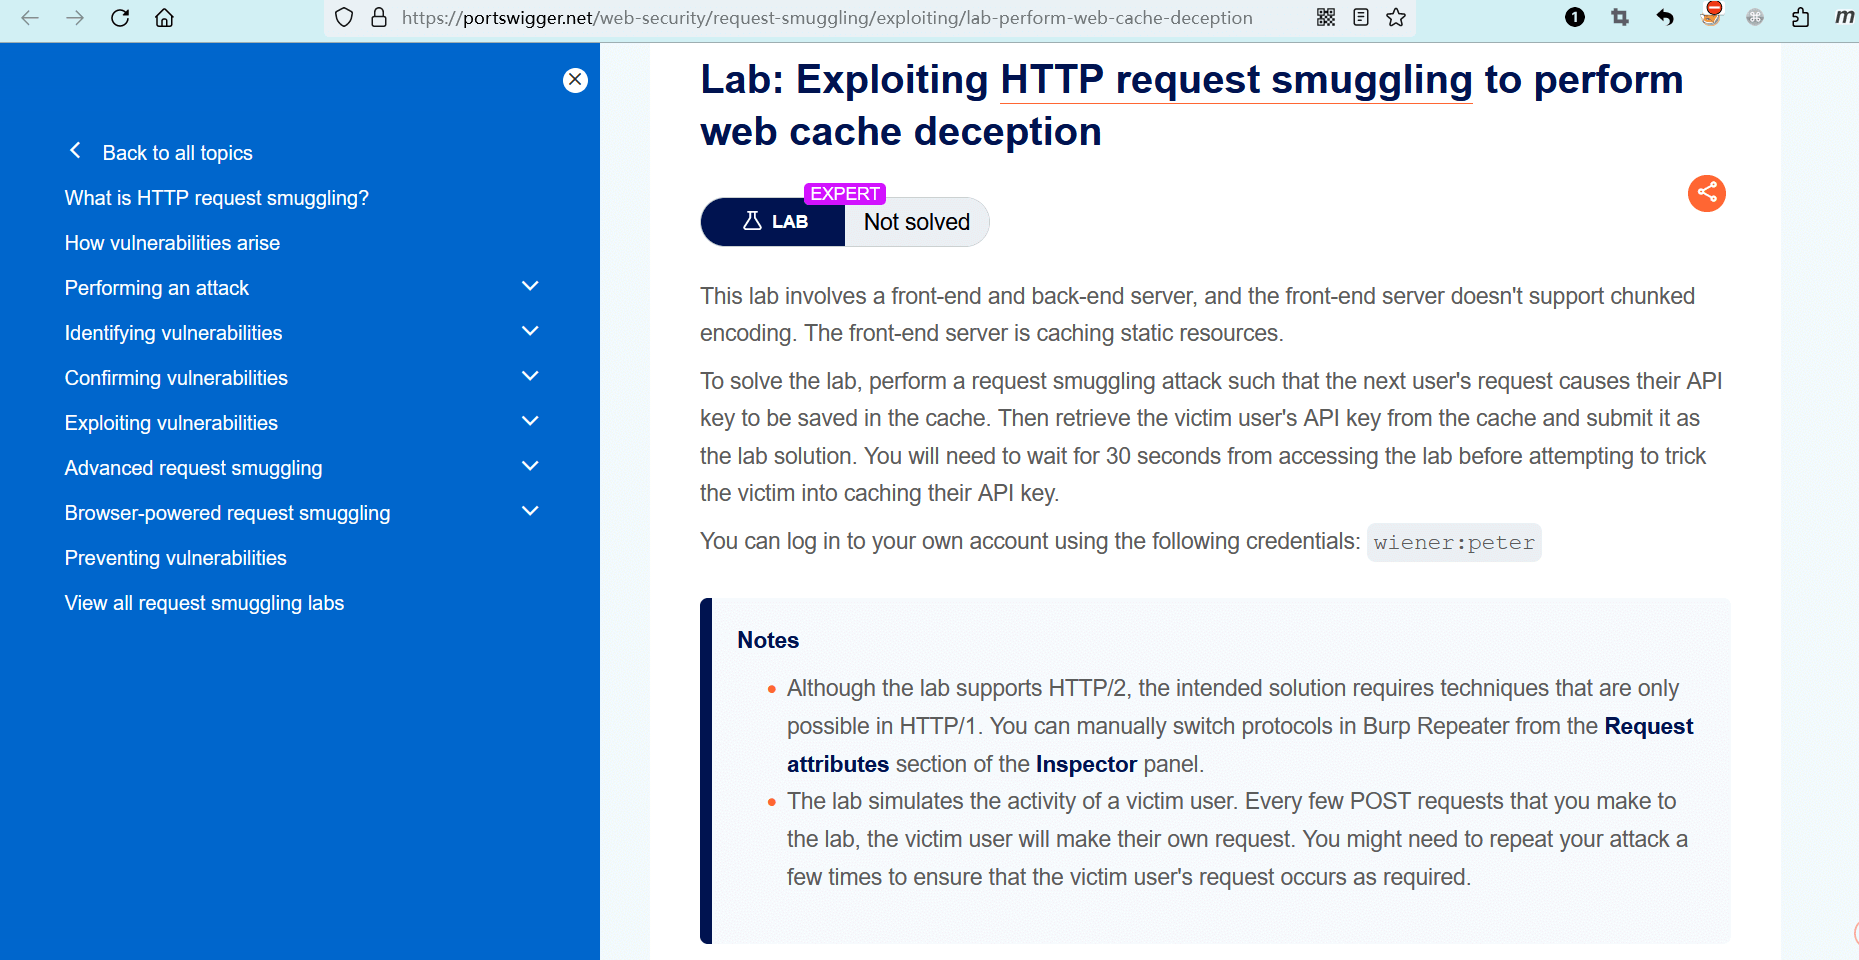 https://portswigger.net/web-security/request-smuggling/exploiting/lab-perform-web-cache-deception
1
m
Back to all topics
What is HTTP request smuggling?
How vulnerabilities arise
Performing an attack
Identifying vulnerabilities
Confirming vulnerabilities
Exploiting vulnerabilities
Advanced request smuggling
Browser-powered request smuggling
Preventing vulnerabilities
View all request smuggling labs
Lab: Exploiting HTTP request smuggling to perform
web cache deception
EXPERT
LAB
Not solved
This lab involves a front-end and back-end server, and the front-end server doesn't support chunked
encoding. The front-end server is caching static resources.
To solve the lab, perform a request smuggling attack such that the next user's request causes their API
key to be saved in the cache. Then retrieve the victim user's API key from the cache and submit it as
the lab solution. You will need to wait for 30 seconds from accessing the lab before attempting to trick
the victim into caching their API key.
You can log in to your own account using the following credentials: wiener:peter
Notes
• Although the lab supports HTTP/2, the intended solution requires techniques that are only
possible in HTTP/1. You can manually switch protocols in Burp Repeater from the Request
attributes section of the Inspector panel.
• The lab simulates the activity of a victim user. Every few POST requests that you make to
the lab, the victim user will make their own request. You might need to repeat your attack a
few times to ensure that the victim user's request occurs as required.